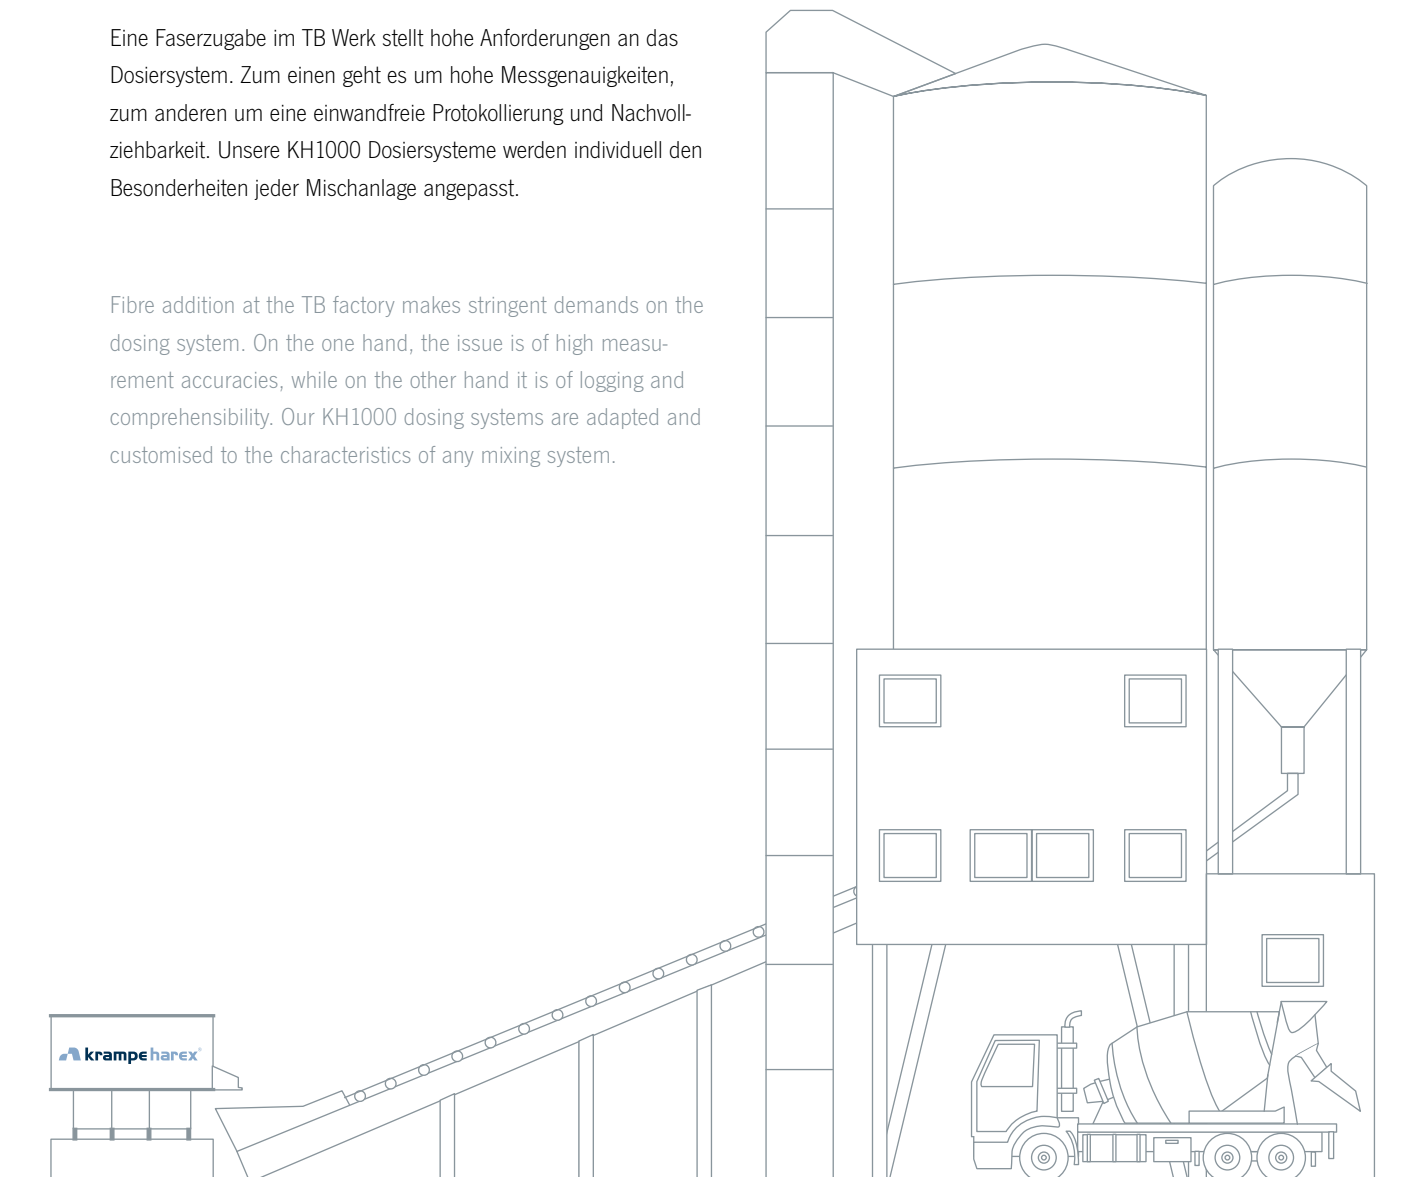 Eine Faserzugabe im TB Werk stellt hohe Anforderungen an das
Dosiersystem. Zum einen geht es um hohe Messgenauigkeiten,
zum anderen um eine einwandfreie Protokollierung und Nachvoll-
ziehbarkeit. Unsere KH1000 Dosiersysteme werden individuell den
Besonderheiten jeder Mischanlage angepasst.
Fibre addition at the TB factory makes stringent demands on the
dosing system. On the one hand, the issue is of high measu-
rement accuracies, while on the other hand it is of logging and
comprehensibility. Our KH1000 dosing systems are adapted and
customised to the characteristics of any mixing system.
krampeharex®